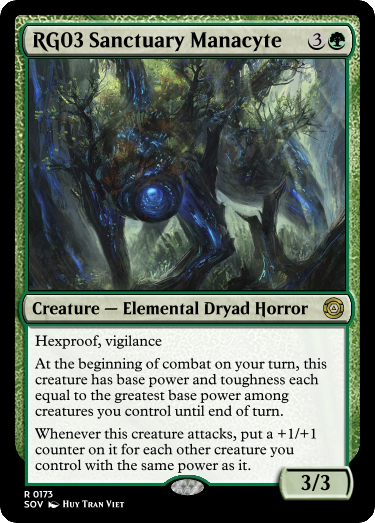 RG03 Sanctuary Manacyte 3
Creature — Elemental Dryad Horror
Hexproof, vigilance
At the beginning of combat on your turn, this
creature has base power and toughness each
equal to the greatest base power among
creatures you control until end of turn.
Whenever this creature attacks, put a +1/+1
counter on it for each other creature you
control with the same power as it.
3/3
R 0173
SOV HUY TRAN VIET